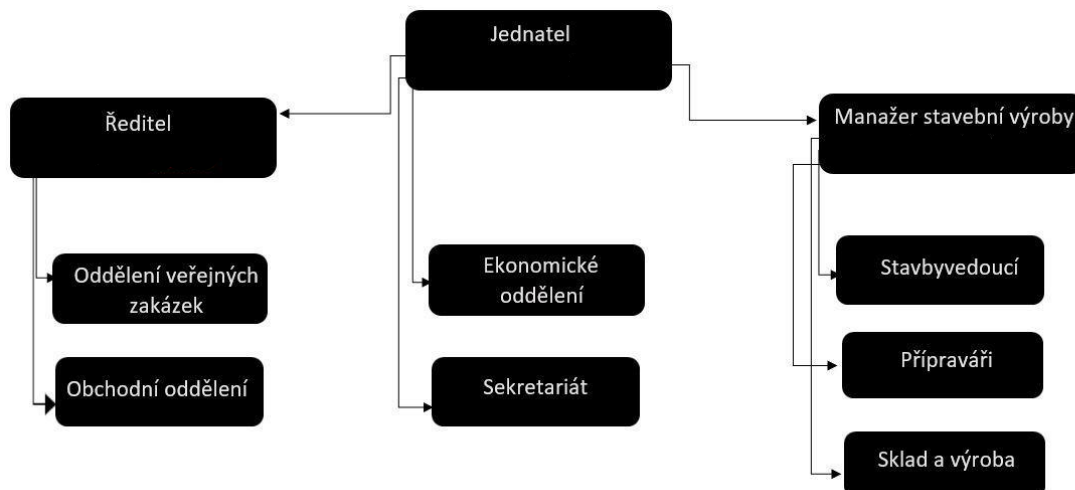 Jednatel
Ředitel
Manažer stavební výroby
Oddělení veřejných
zakázek
Ekonomické
oddělení
Stavbyvedoucí
Obchodní oddělení
Sekretariát
Přípraváři
Sklad a výroba